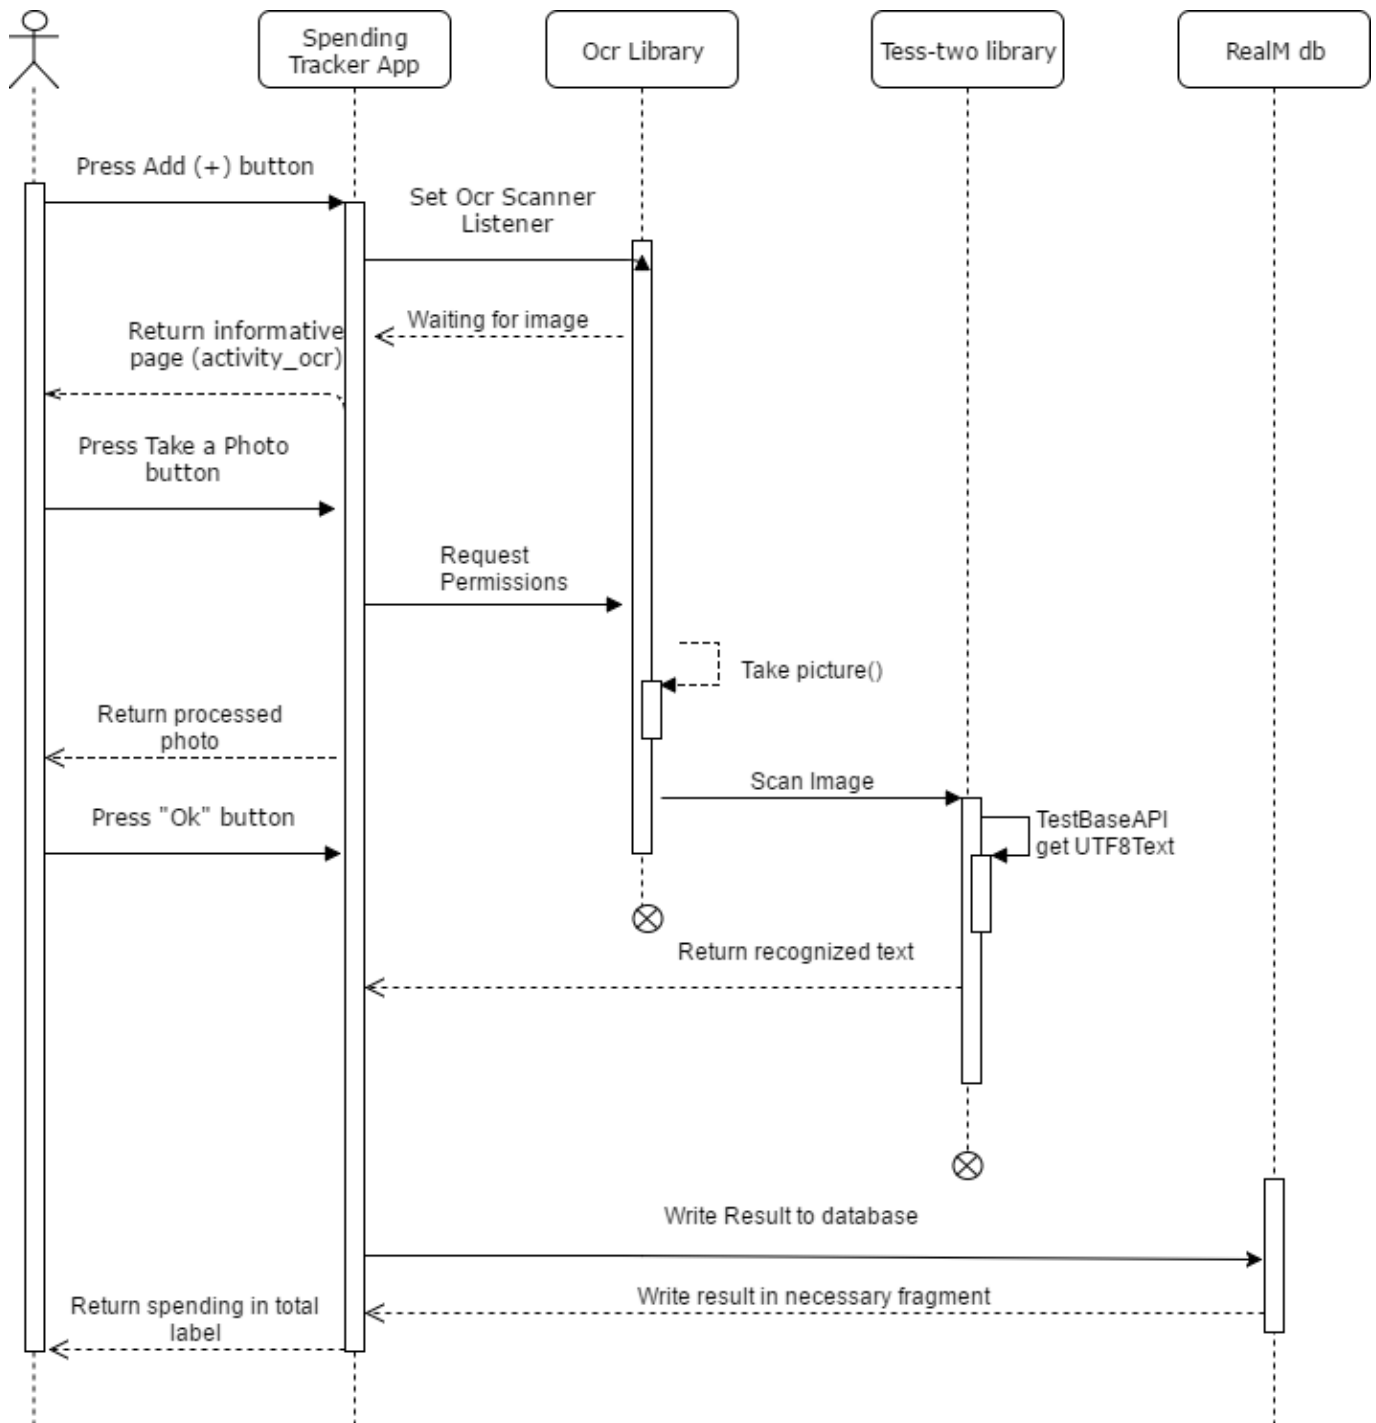 Spending
Tracker App
Ocr Library
Tess-two library
RealM db
Press Add (+) button
Set Ocr Scanner
Listener
Waiting for image
Return informative
page (activity_ocr)
Press Take a Photo
button
Request
Permissions
Take picture()
Return processed
photo
Scan Image
Press "Ok" button
TestBaseAPI
get UTF8Text
Return recognized text
Write Result to database
Write result in necessary fragment
Return spending in total
label